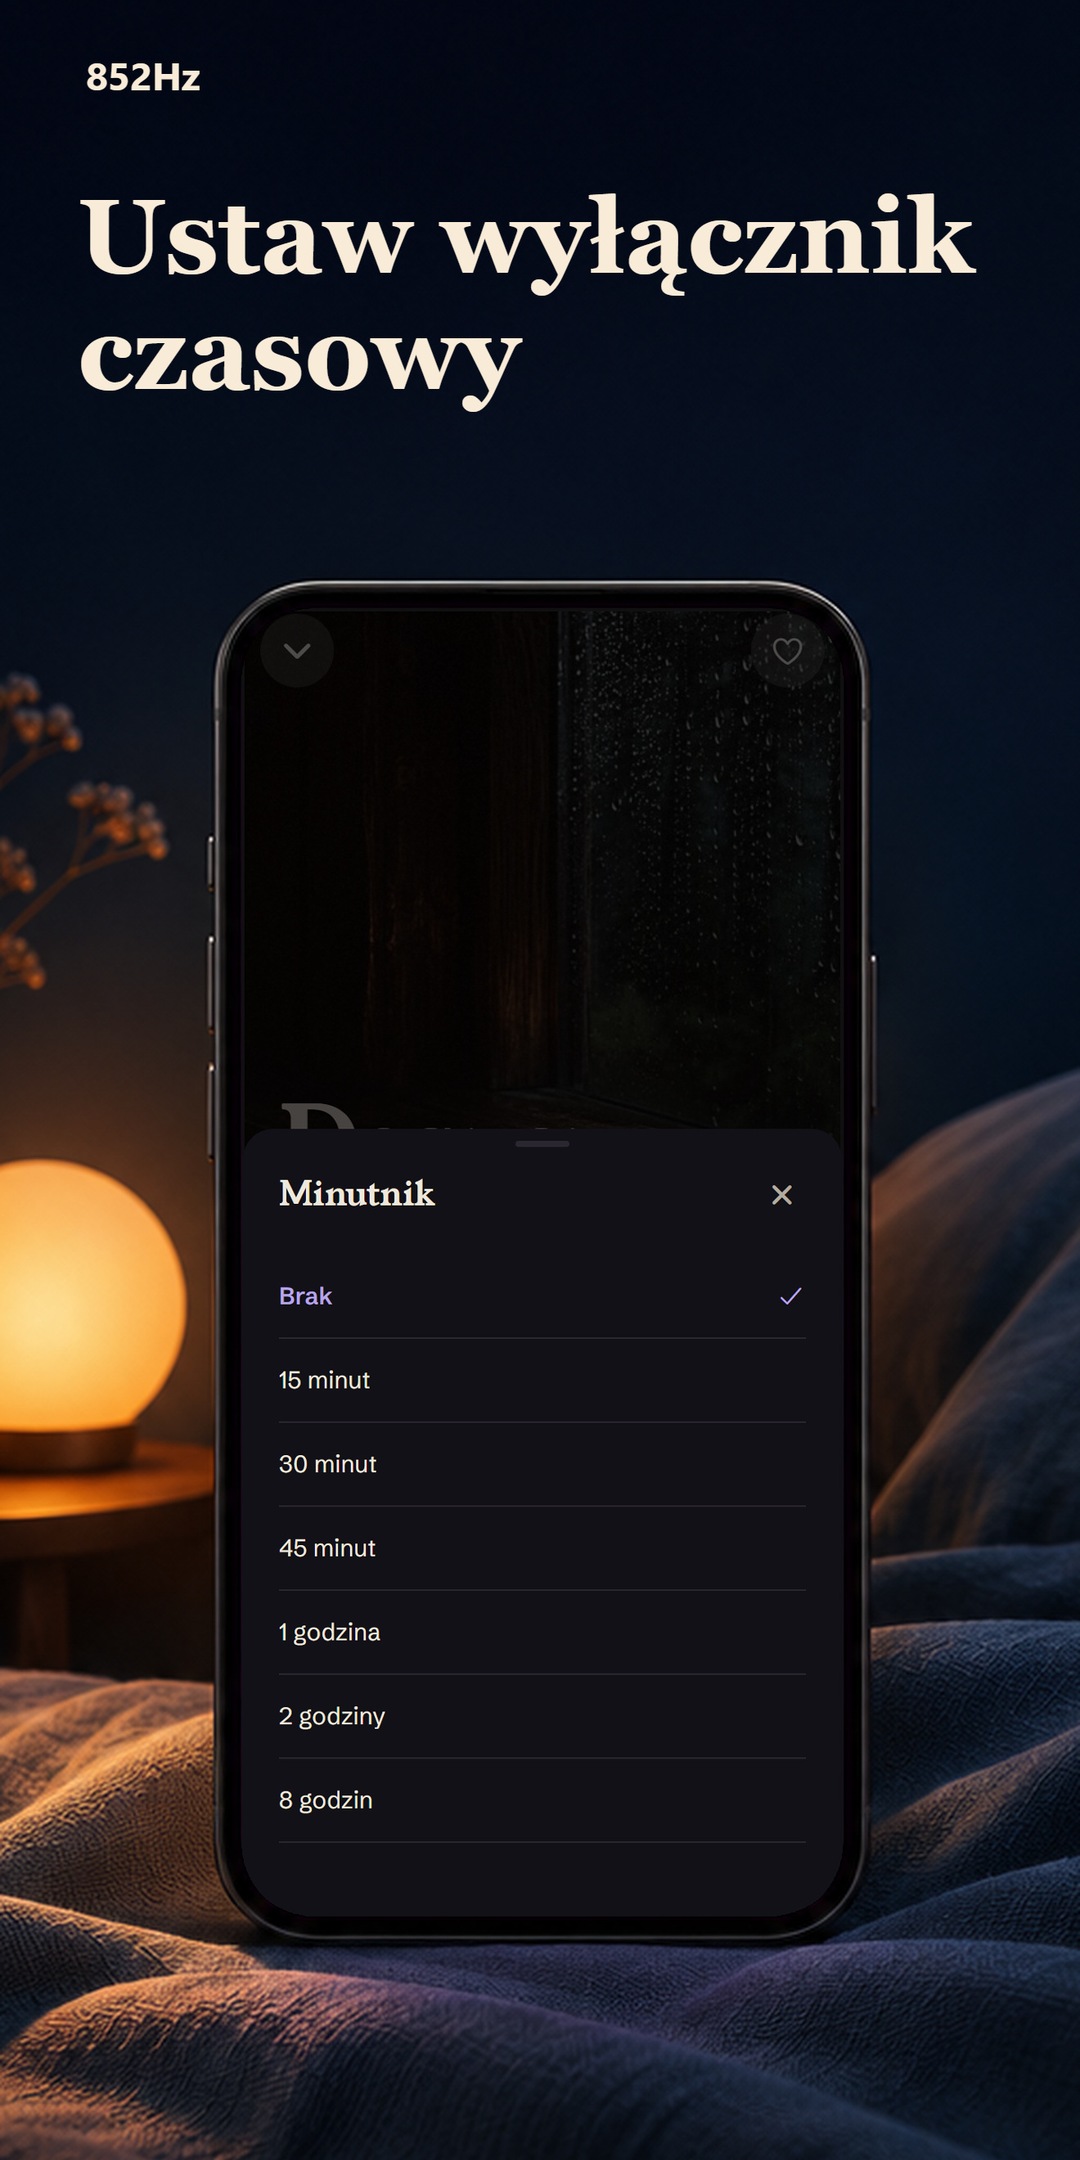 852Hz
Ustaw wyłącznik
czasowy
Minutnik
Brak
15 minut
30 minut
45 minut
1 godzina
2 godziny
8 godzin